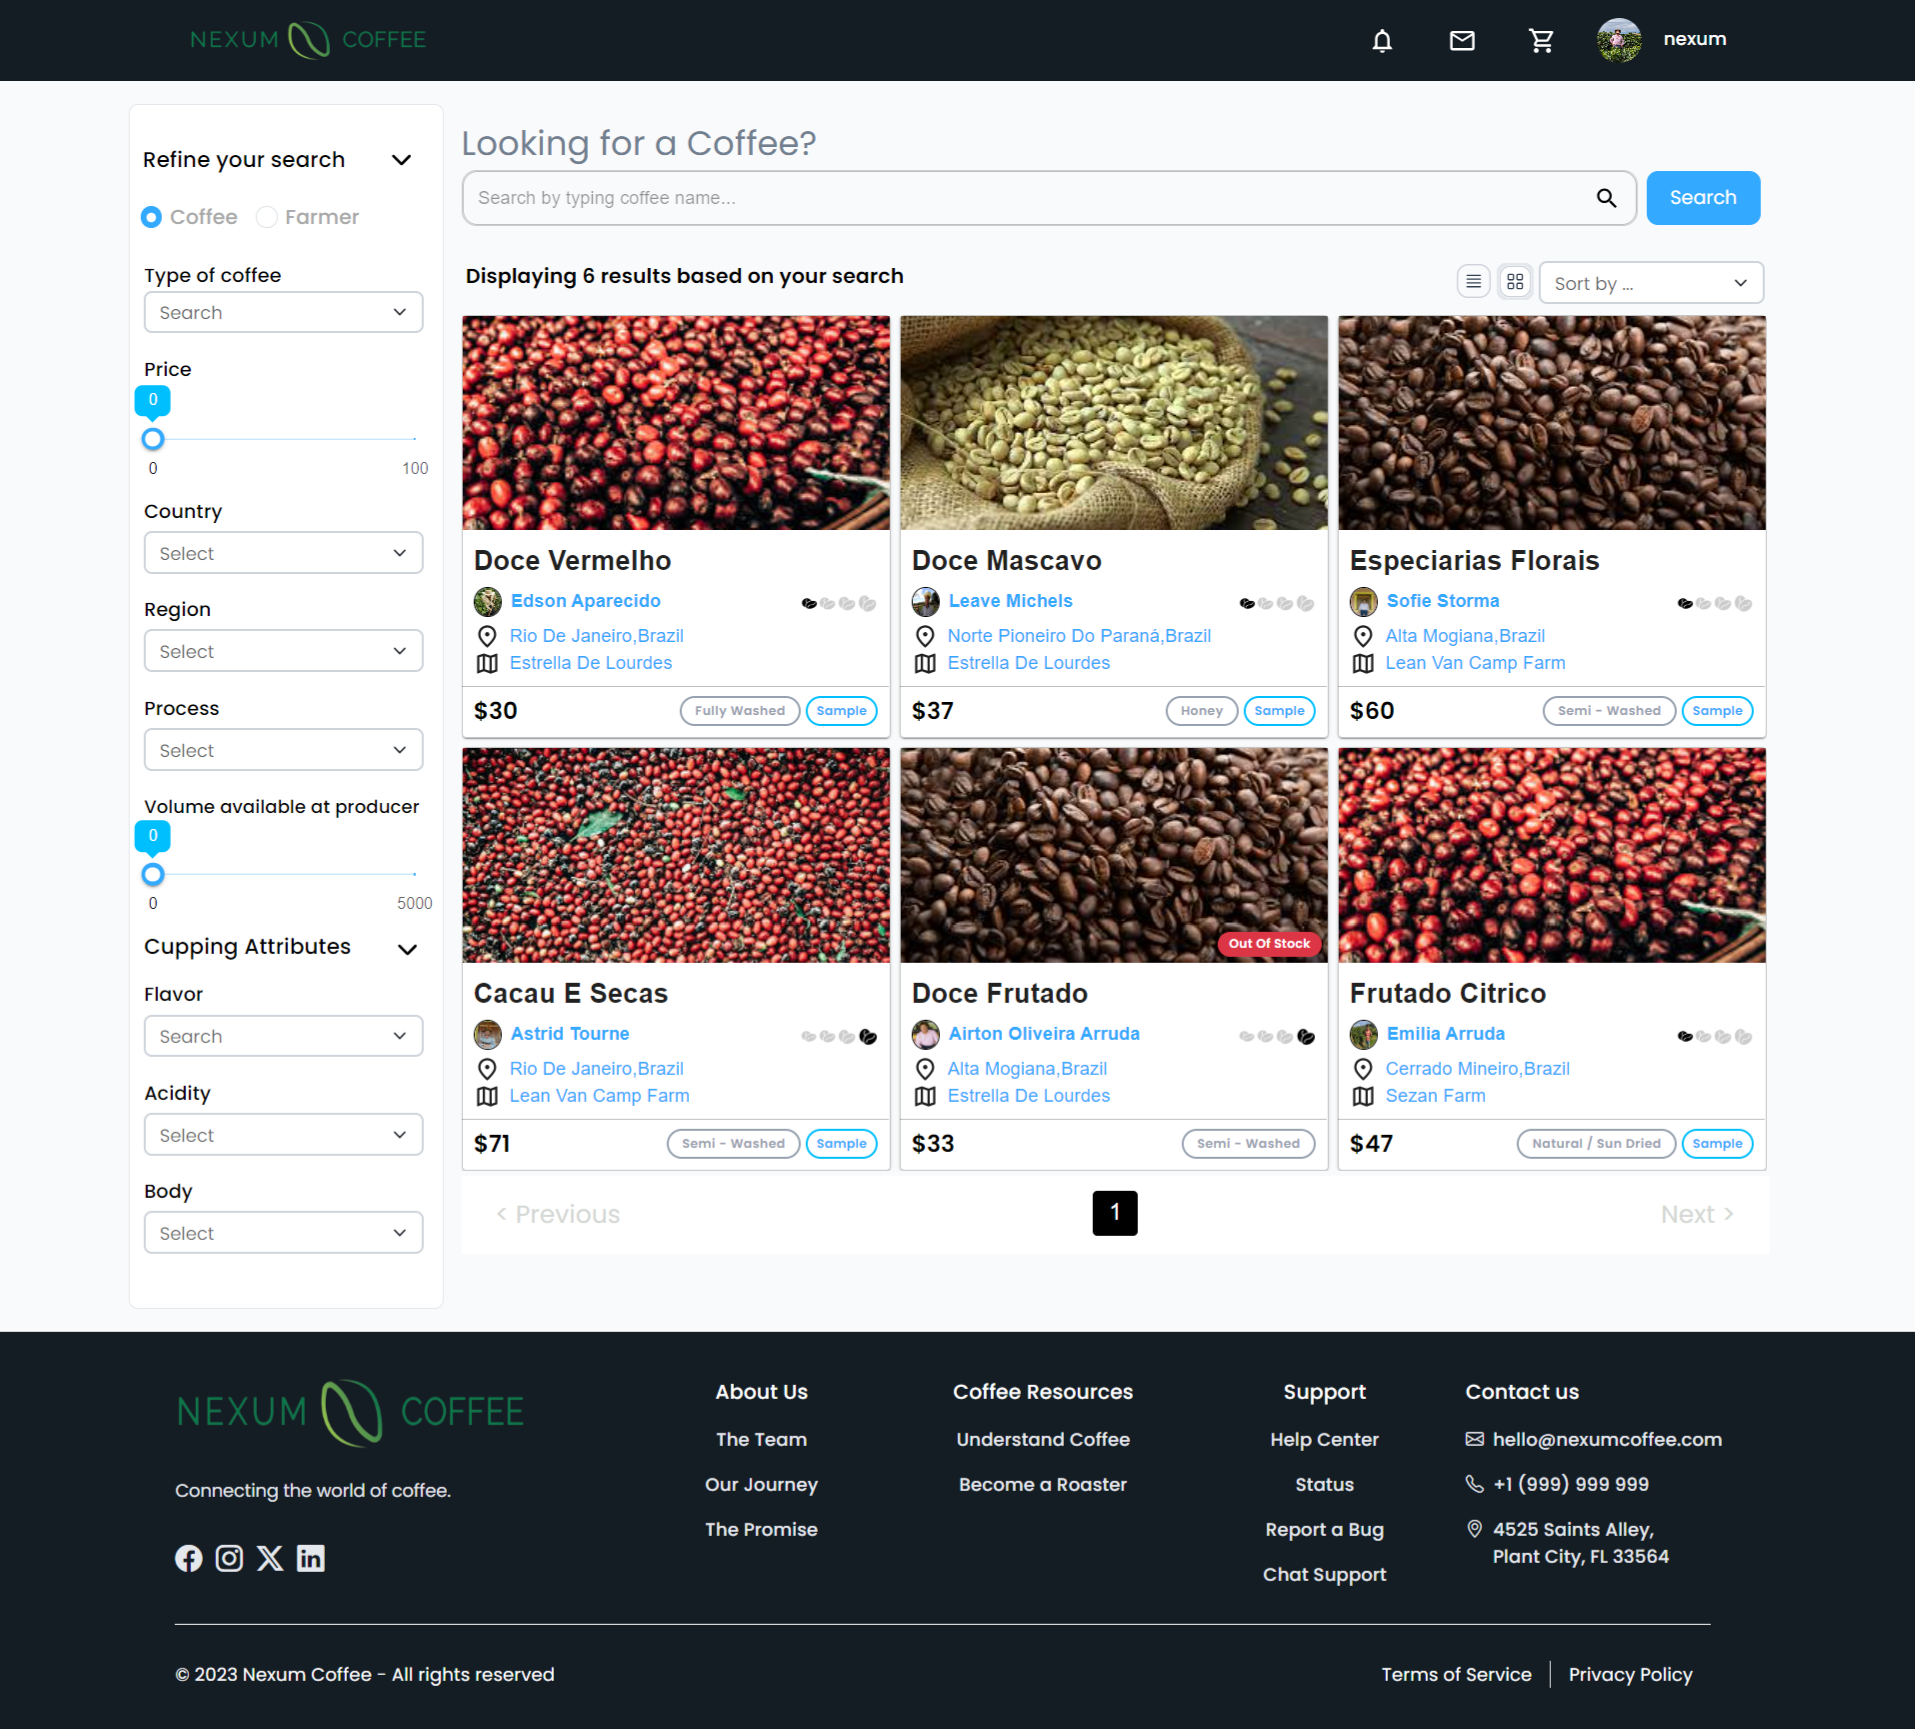 NEXUM COFFEE
nexum
Refine your search
Coffee Farmer
Type of coffee
Search
Price
0
0 100
Country
Select
Region
Select
Process
Select
Volume available at producer
0
0 5000
Cupping Attributes
Flavor
Search
Acidity
Select
Body
Select
Looking for a Coffee?
Search by typing coffee name...
Search
Displaying 6 results based on your search
Sort by ...
Doce Vermelho
Edson Aparecido
Rio De Janeiro,Brazil
Estrella De Lourdes
$30 Fully Washed Sample
Doce Mascavo
Leave Michels
Norte Pioneiro Do Paraná,Brazil
Estrella De Lourdes
$37 Honey Sample
Especiarias Florais
Sofie Storma
Alta Mogiana,Brazil
Lean Van Camp Farm
$60 Semi - Washed Sample
Cacau E Secas
Astrid Tourne
Rio De Janeiro,Brazil
Lean Van Camp Farm
$71 Semi - Washed Sample
Out Of Stock
Doce Frutado
Airton Oliveira Arruda
Alta Mogiana,Brazil
Estrella De Lourdes
$33 Semi - Washed
Frutado Citrico
Emilia Arruda
Cerrado Mineiro,Brazil
Sezan Farm
$47 Natural / Sun Dried Sample
< Previous 1 Next >
NEXUM COFFEE
Connecting the world of coffee.
About Us
The Team
Our Journey
The Promise
Coffee Resources
Understand Coffee
Become a Roaster
Support
Help Center
Status
Report a Bug
Chat Support
Contact us
hello@nexumcoffee.com
+1 (999) 999 999
4525 Saints Alley,
Plant City, FL 33564
© 2023 Nexum Coffee - All rights reserved
Terms of Service | Privacy Policy